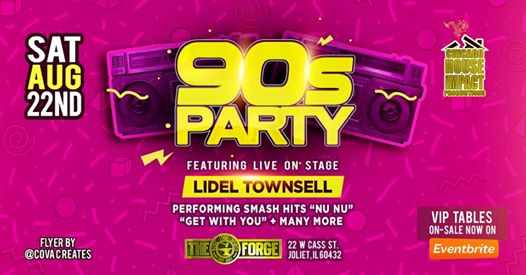 SAT
AUG
22ND
90s
PARTY
CHICAGO
HOUSE
IMPACT
PRODUCTIONS
FEATURING LIVE ON STAGE
LIDEL TOWNSELL
PERFORMING SMASH HITS "NU NU"
"GET WITH YOU" + MANY MORE
FLYER BY
@COVACREATES
THE FORGE
22 W CASS ST.
JOLIET, IL 60432
VIP TABLES
ON-SALE NOW ON
Eventbrite